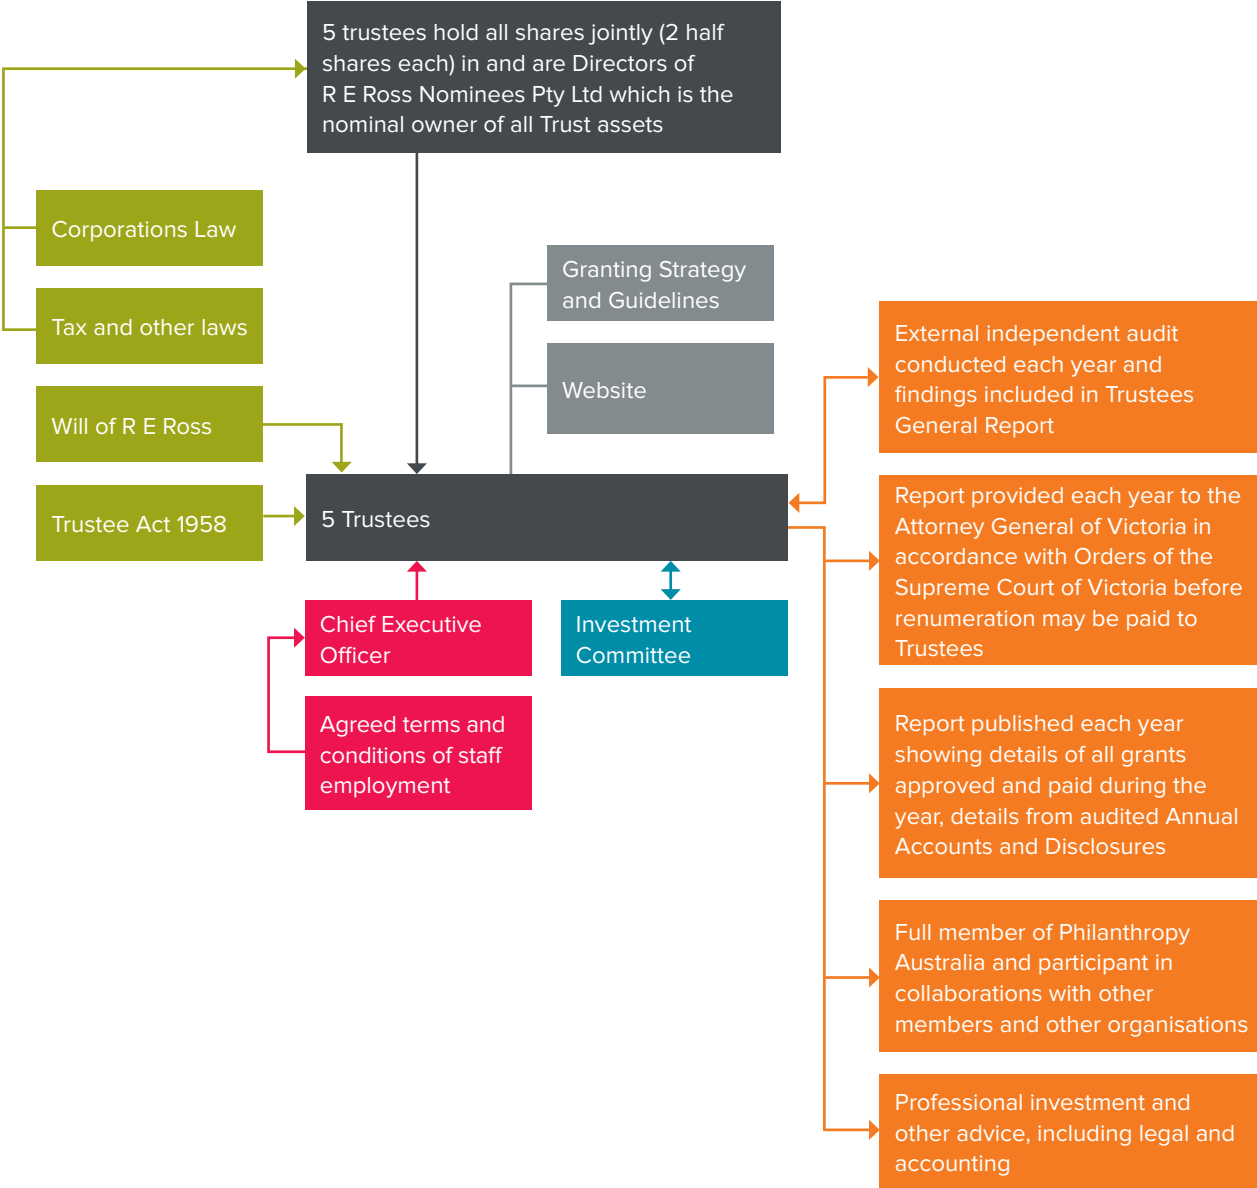 5 trustees hold all shares jointly (2 half
shares each) in and are Directors of
R E Ross Nominees Pty Ltd which is the
nominal owner of all Trust assets
Corporations Law
Tax and other laws
Will of R E Ross
Trustee Act 1958
Granting Strategy
and Guidelines
Website
5 Trustees
Chief Executive
Officer
Agreed terms and
conditions of staff
employment
Investment
Committee
External independent audit
conducted each year and
findings included in Trustees
General Report
Report provided each year to the
Attorney General of Victoria in
accordance with Orders of the
Supreme Court of Victoria before
renumeration may be paid to
Trustees
Report published each year
showing details of all grants
approved and paid during the
year, details from audited Annual
Accounts and Disclosures
Full member of Philanthropy
Australia and participant in
collaborations with other
members and other organisations
Professional investment and
other advice, including legal and
accounting